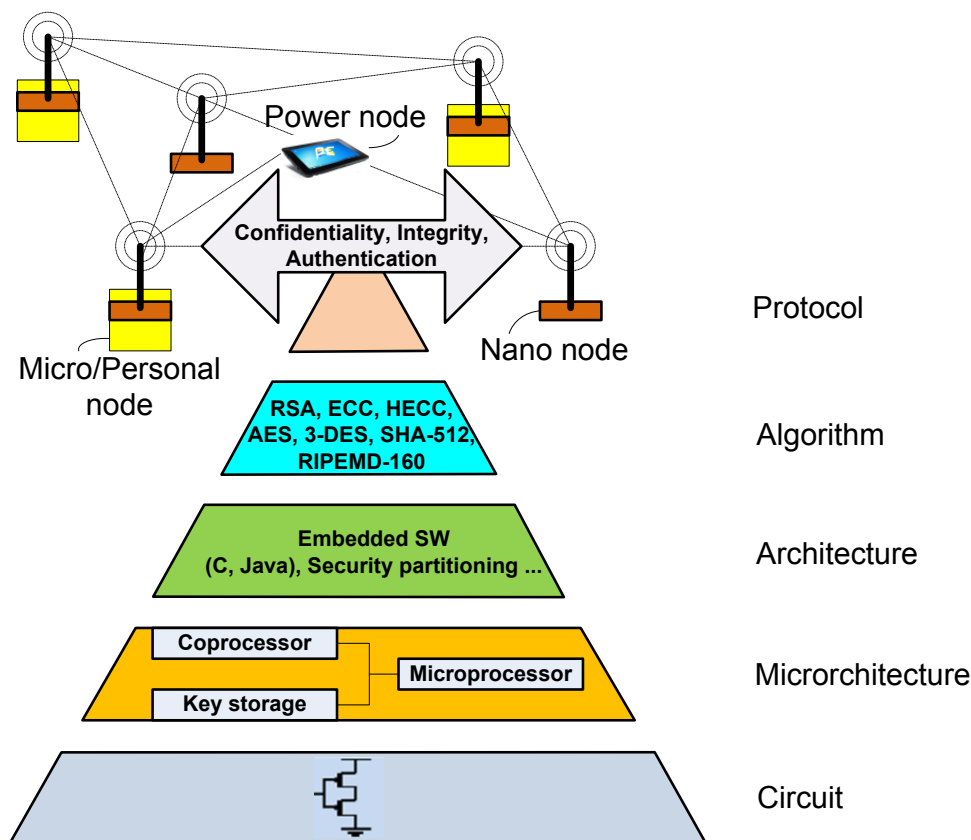 Power node
Confidentiality, Integrity,
Authentication
Protocol
Micro/Personal
node
Nano node
RSA, ECC, HECC,
AES, 3-DES, SHA-512,
RIPEMD-160
Algorithm
Embedded SW
(C, Java), Security partitioning ...
Architecture
Coprocessor
Microprocessor
Key storage
Microrchitecture
Circuit